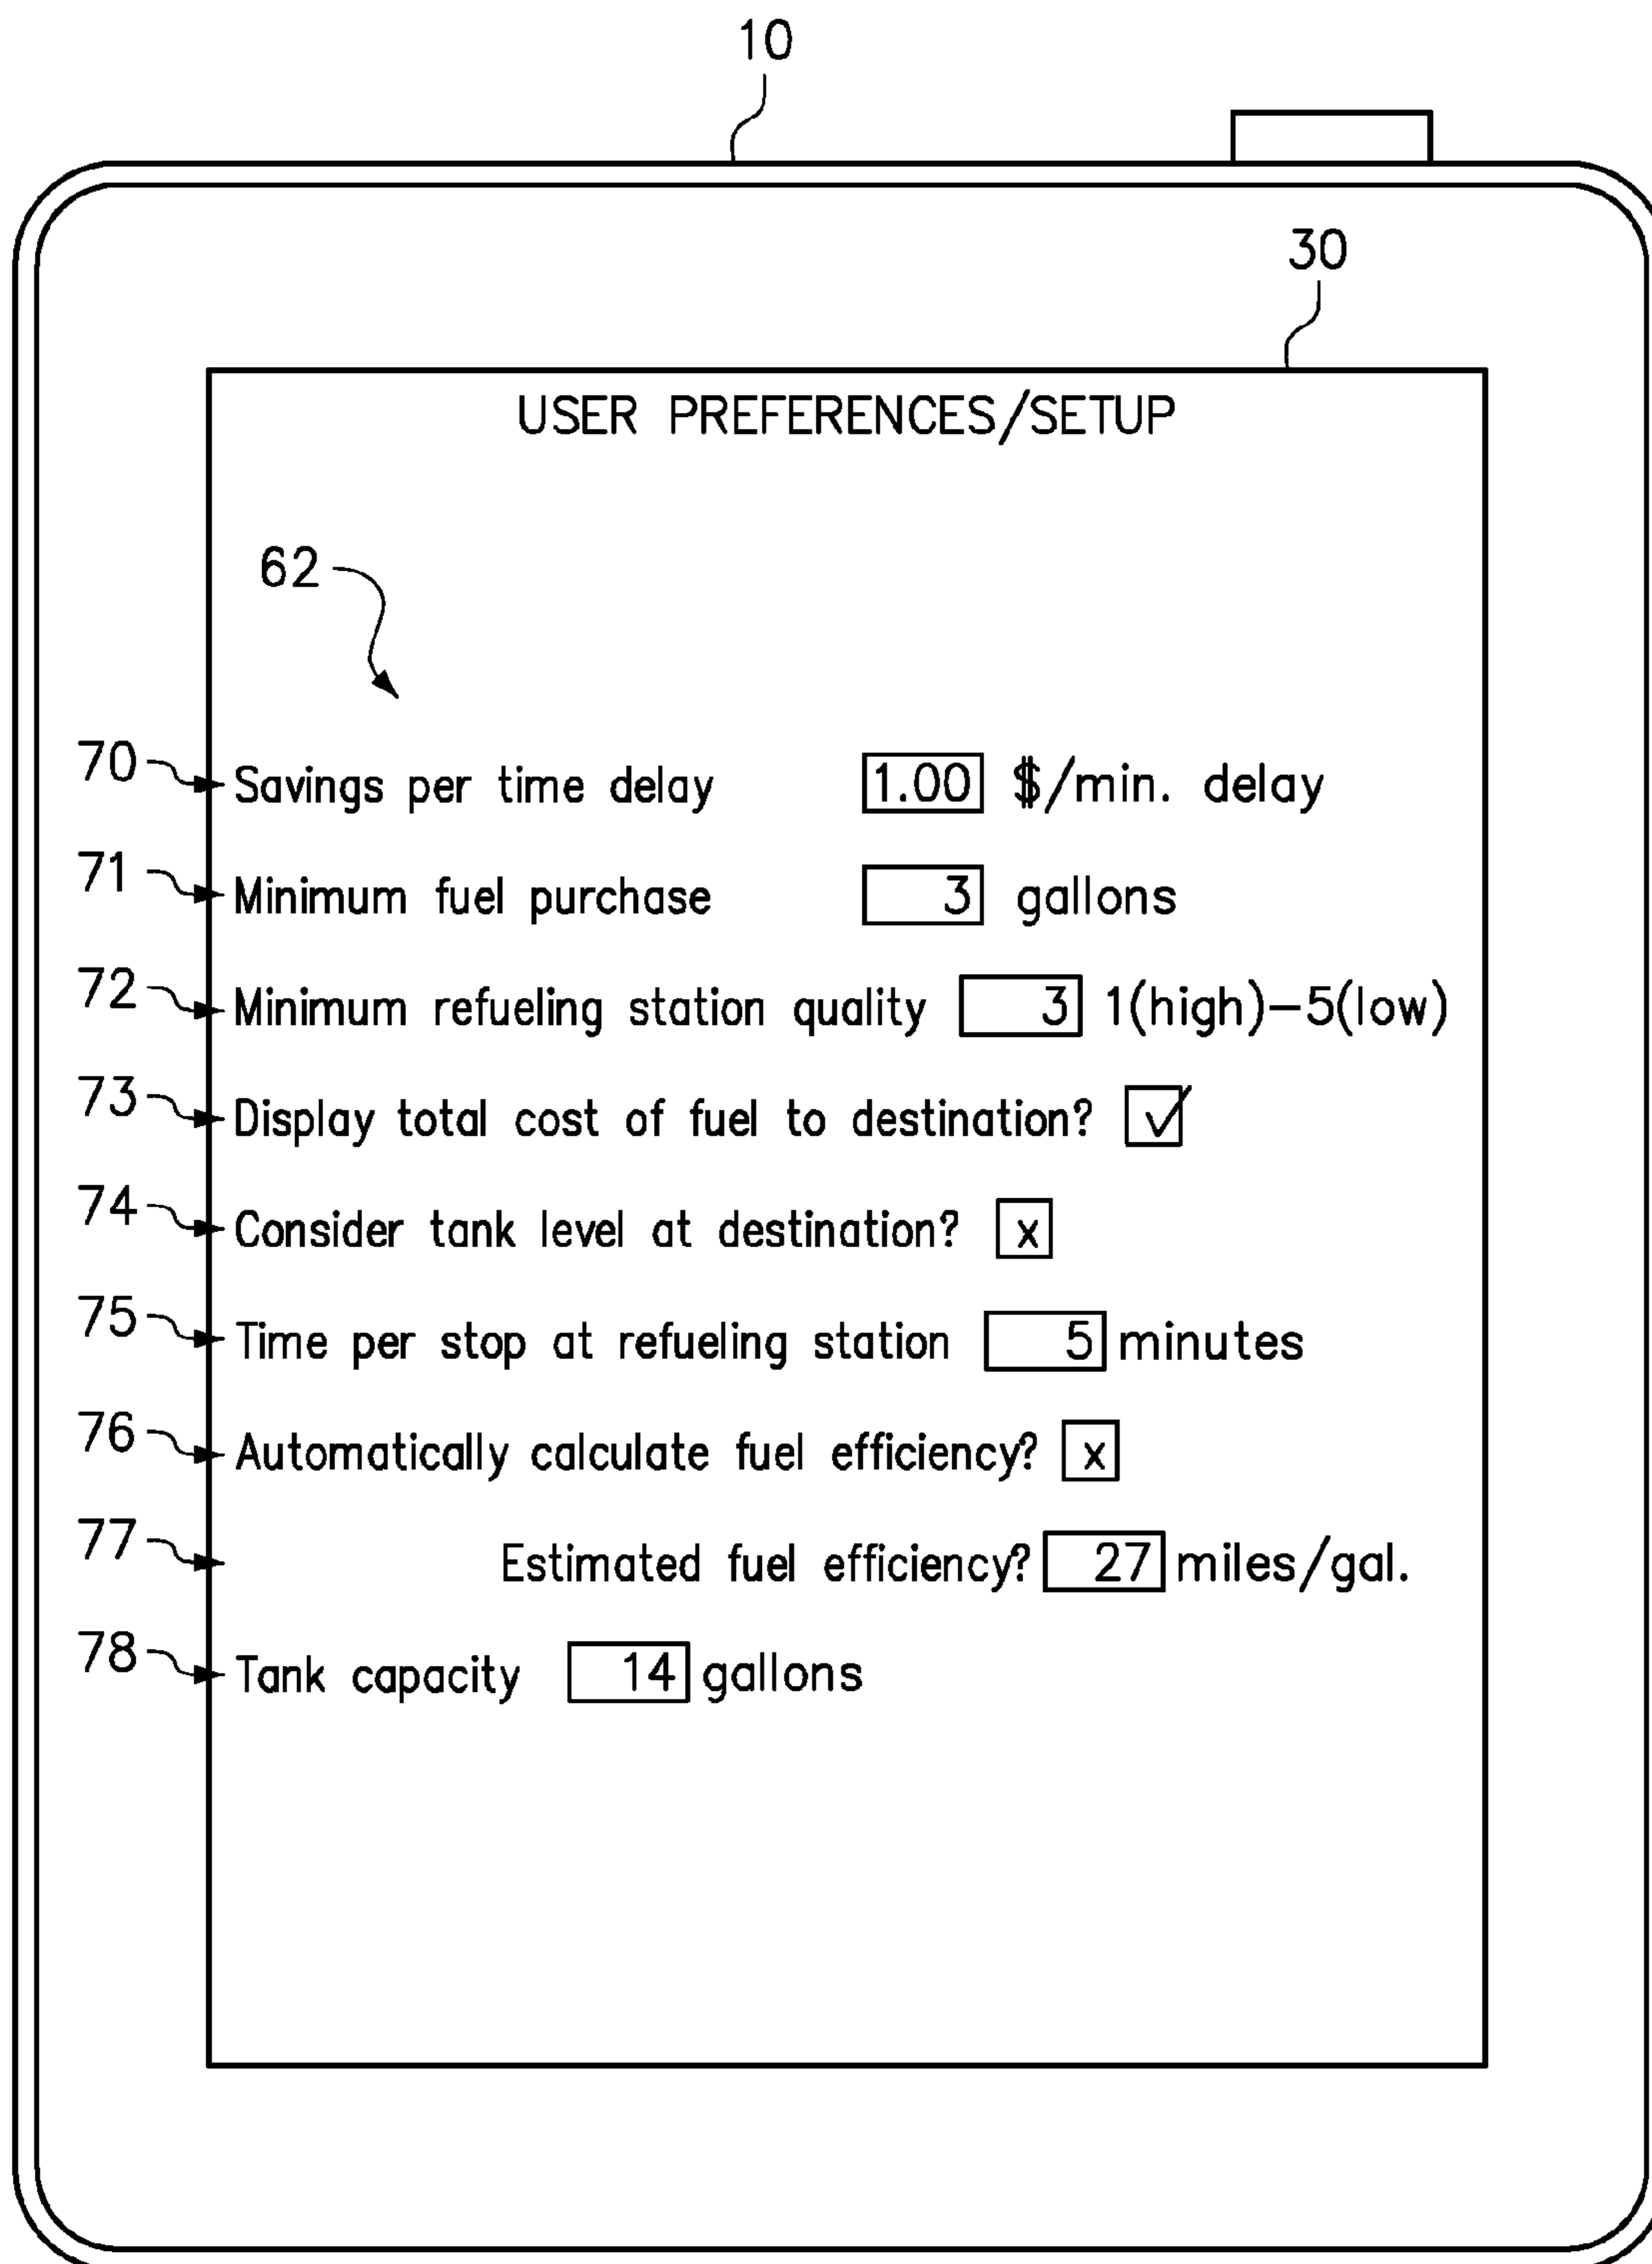 10
30
USER PREFERENCES/SETUP
62
70 Savings per time delay 1.00 $/min. delay
71 Minimum fuel purchase 3 gallons
72 Minimum refueling station quality 3 1(high)-5(low)
73 Display total cost of fuel to destination? ✓
74 Consider tank level at destination? x
75 Time per stop at refueling station 5 minutes
76 Automatically calculate fuel efficiency? x
77 Estimated fuel efficiency? 27 miles/gal.
78 Tank capacity 14 gallons